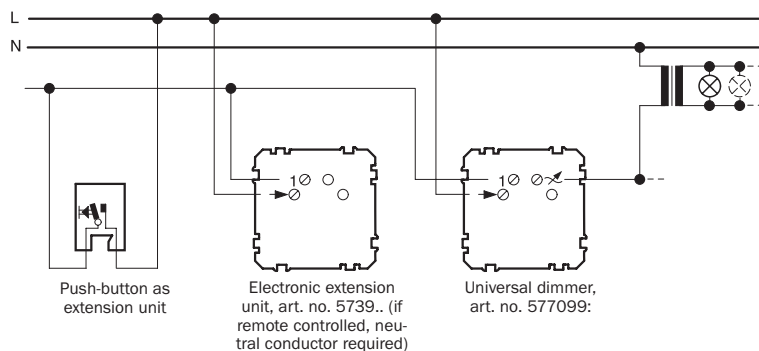 L
N
1
1
Push-button as
extension unit
Electronic extension
unit, art. no. 5739.. (if
remote controlled, neu-
tral conductor required)
Universal dimmer,
art. no. 577099: